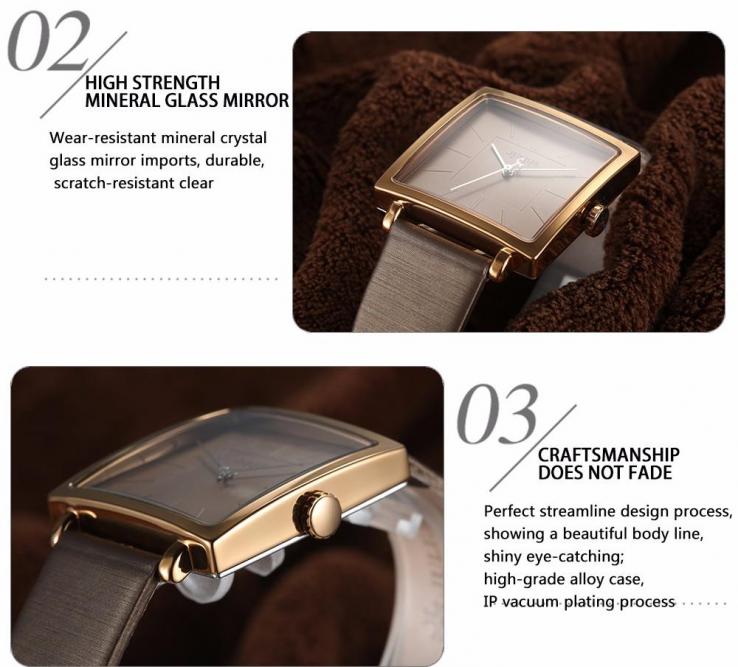 02
HIGH STRENGTH
MINERAL GLASS MIRROR
Wear-resistant mineral crystal
glass mirror imports, durable,
scratch-resistant clear
03
CRAFTSMANSHIP
DOES NOT FADE
Perfect streamline design process,
showing a beautiful body line,
shiny eye-catching;
high-grade alloy case,
IP vacuum plating process